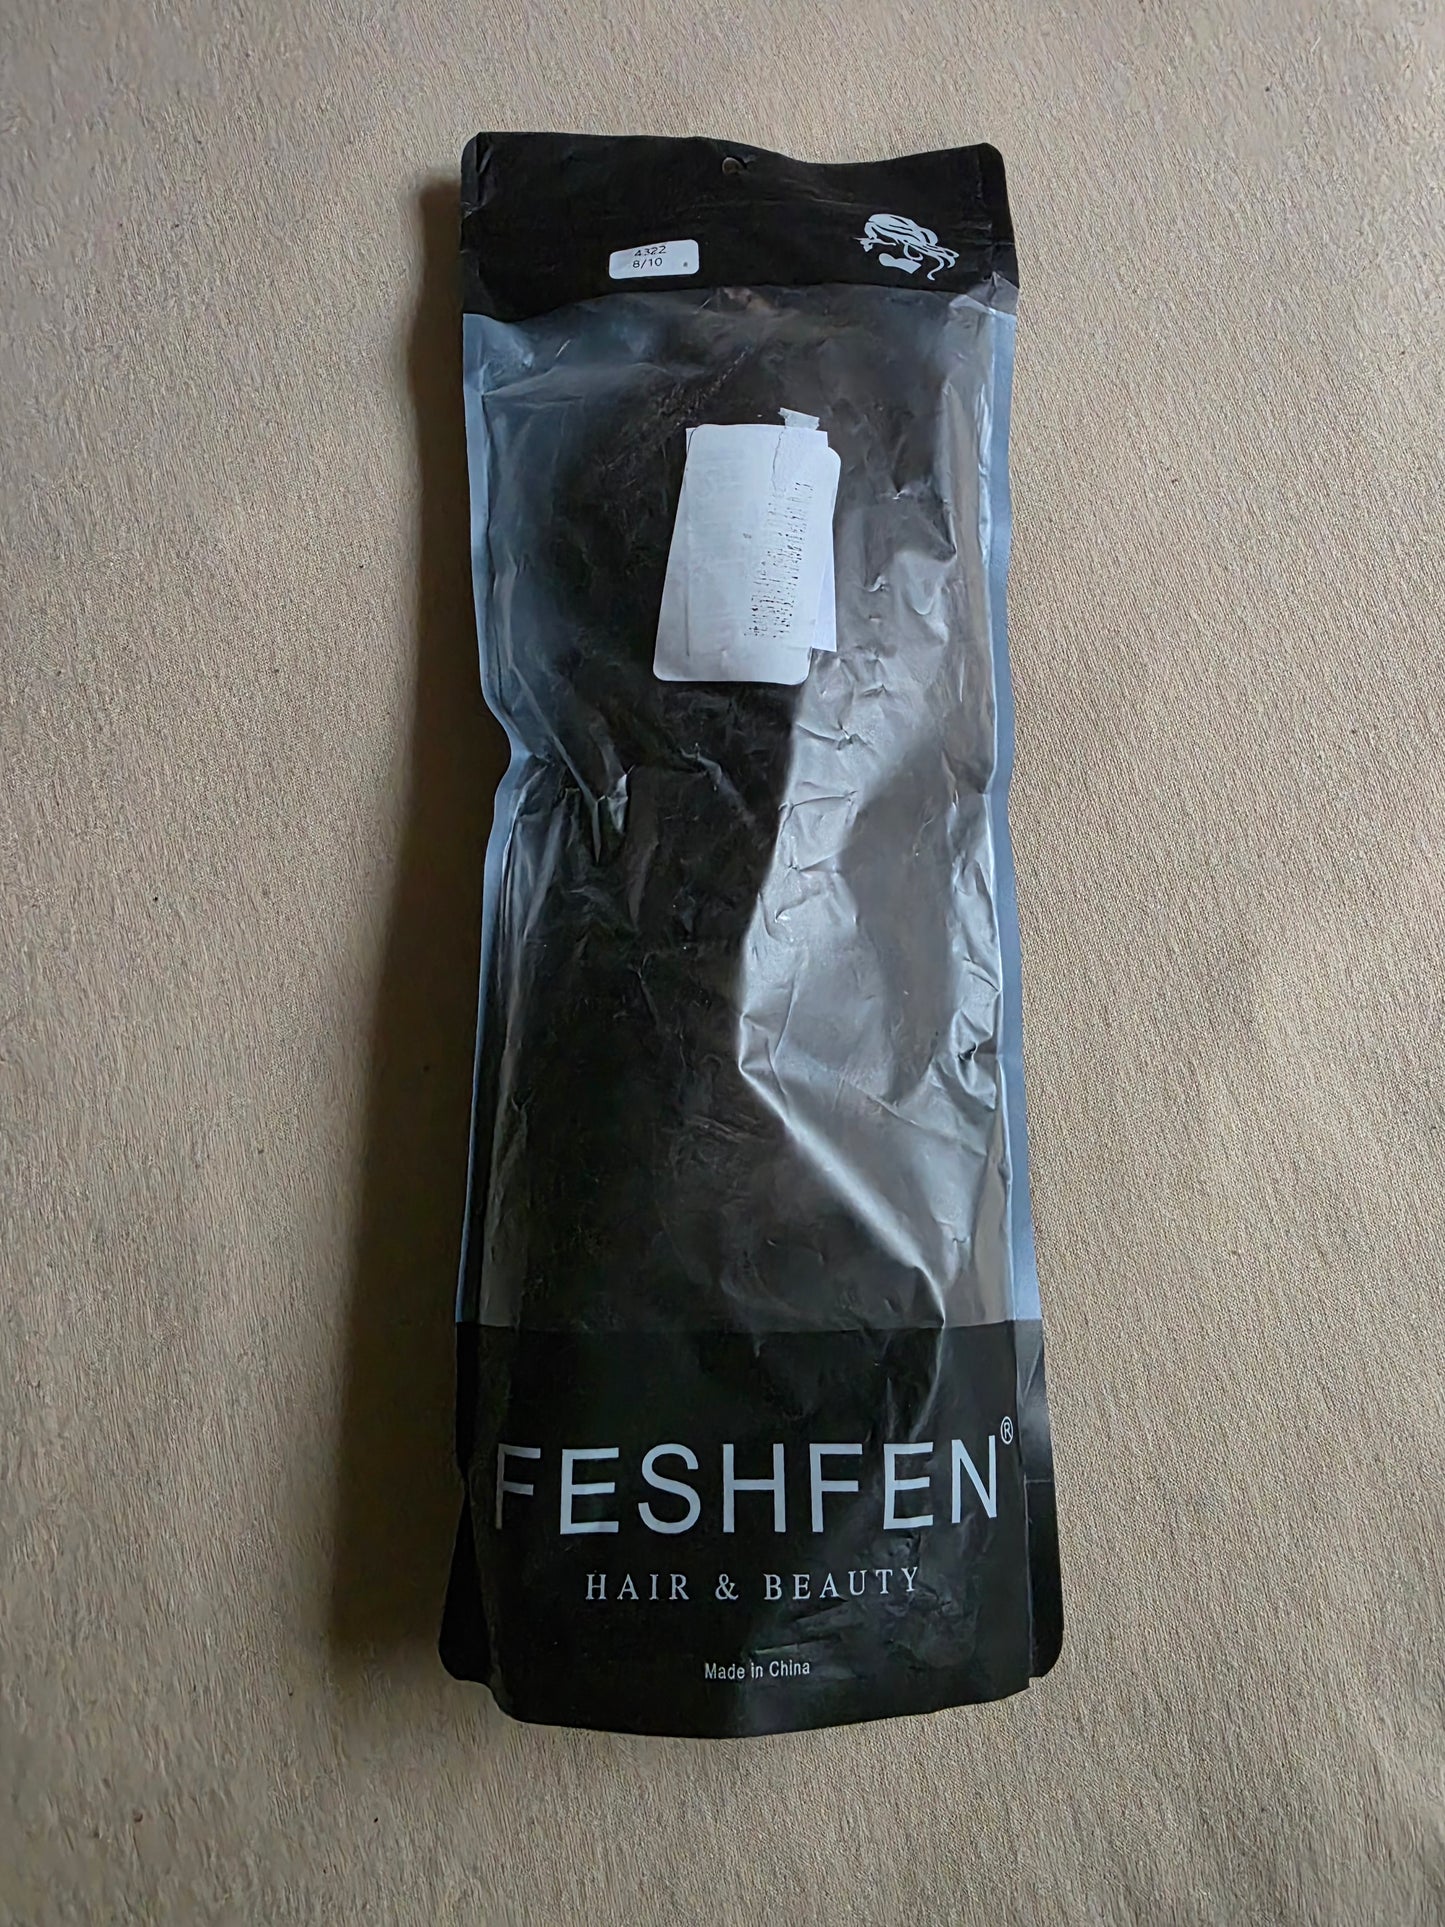 4322
8/10
FESHFEN®
HAIR & BEAUTY
Made in China